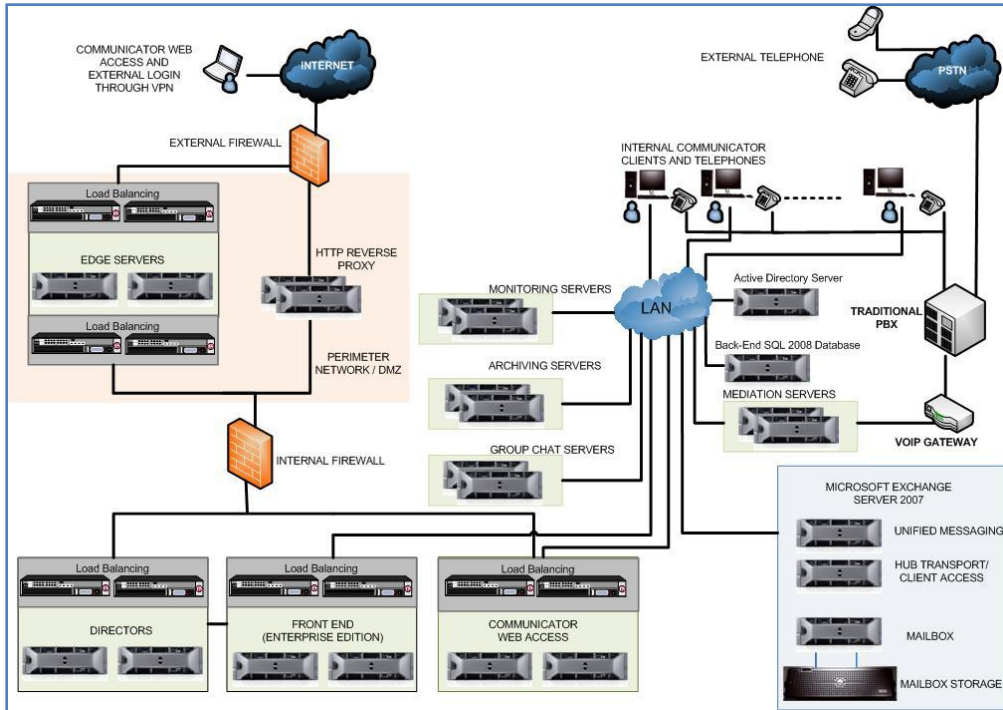 COMMUNICATOR WEB
ACCESS AND
EXTERNAL LOGIN
THROUGH VPN
INTERNET
EXTERNAL TELEPHONE
PSTN
EXTERNAL FIREWALL
INTERNAL COMMUNICATOR
CLIENTS AND TELEPHONES
Load Balancing
EDGE SERVERS
Load Balancing
HTTP REVERSE
PROXY
PERIMETER
NETWORK / DMZ
INTERNAL FIREWALL
MONITORING SERVERS
LAN
Active Directory Server
TRADITIONAL
PBX
ARCHIVING SERVERS
Back-End SQL 2008 Database
MEDIATION SERVERS
VOIP GATEWAY
GROUP CHAT SERVERS
MICROSOFT EXCHANGE
SERVER 2007
UNIFIED MESSAGING
HUB TRANSPORT/
CLIENT ACCESS
MAILBOX
MAILBOX STORAGE
Load Balancing
DIRECTORS
Load Balancing
FRONT END
(ENTERPRISE EDITION)
Load Balancing
COMMUNICATOR
WEB ACCESS